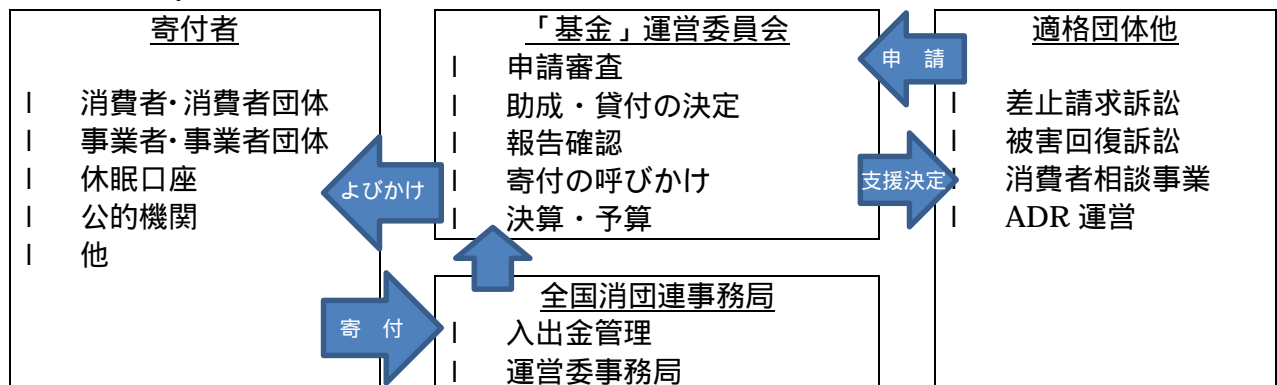 寄付者
l 消費者･消費者団体
l 事業者･事業者団体
l 休眠口座
l 公的機関
l 他
よびかけ
寄 付
「基金」運営委員会
l 申請審査
l 助成・貸付の決定
l 報告確認
l 寄付の呼びかけ
l 決算・予算
全国消団連事務局
l 入出金管理
l 運営委事務局
申 請
支援決定
適格団体他
l 差止請求訴訟
l 被害回復訴訟
l 消費者相談事業
l ADR 運営